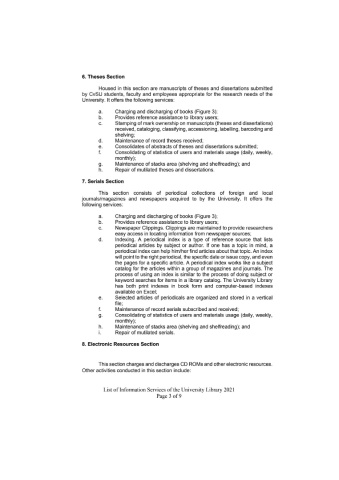 6. Theses Section
Housed in this section are manuscripts of theses and dissertations submitted
by CvSU students, faculty and employees appropriate for the research needs of the
University. It offers the following services:
a. Charging and discharging of books (Figure 3);
b. Provides reference assistance to library users;
c. Stamping of mark ownership on manuscripts (theses and dissertations)
received, cataloging, classifying, accessioning, labelling, barcoding and
shelving;
d. Maintenance of record theses received;
e. Consolidates of abstracts of theses and dissertations submitted;
f. Consolidating of statistics of users and materials usage (daily, weekly,
monthly);
g. Maintenance of stacks area (shelving and shelfreading); and
h. Repair of mutilated theses and dissertations.
7. Serials Section
This section consists of periodical collections of foreign and local
journals/magazines and newspapers acquired to by the University. It offers the
following services:
a. Charging and discharging of books (Figure 3);
b. Provides reference assistance to library users,
c. Newspaper Clippings. Clippings are maintained to provide researchers
easy access in locating information from newspaper sources;
d. Indexing. A periodical index is a type of reference source that lists
periodical articles by subject or author. If one has a topic in mind, a
periodical index can help him/her find articles about that topic. An index
will point to the right periodical, the specific date or issue copy, and even
the pages for a specific article. A periodical index works like a subject
catalog for the articles within a group of magazines and journals. The
process of using an index is similar to the process of doing subject or
keyword searches for items in a library catalog. The University Library
has both print indexes in book form and computer-based indexes
available on Excel;
e. Selected articles of periodicals are organized and stored in a vertical
file;
f. Maintenance of record serials subscribed and received;
g. Consolidating of statistics of users and materials usage (daily, weekly,
monthly);
h. Maintenance of stacks area (shelving and shelfreading); and
i. Repair of mutilated serials.
8. Electronic Resources Section
This section charges and discharges CD ROMs and other electronic resources.
Other activities conducted in this section include:
List of Information Services of the University Library 2021
Page 3 of 9